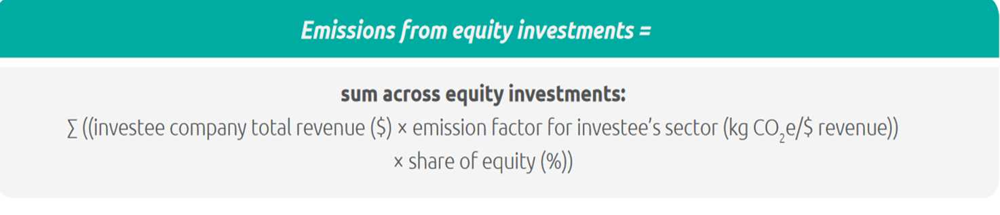 Emissions from equity investments =
sum across equity investments:
∑ ((investee company total revenue ($) × emission factor for investee’s sector (kg CO₂e/$ revenue))
× share of equity (%))